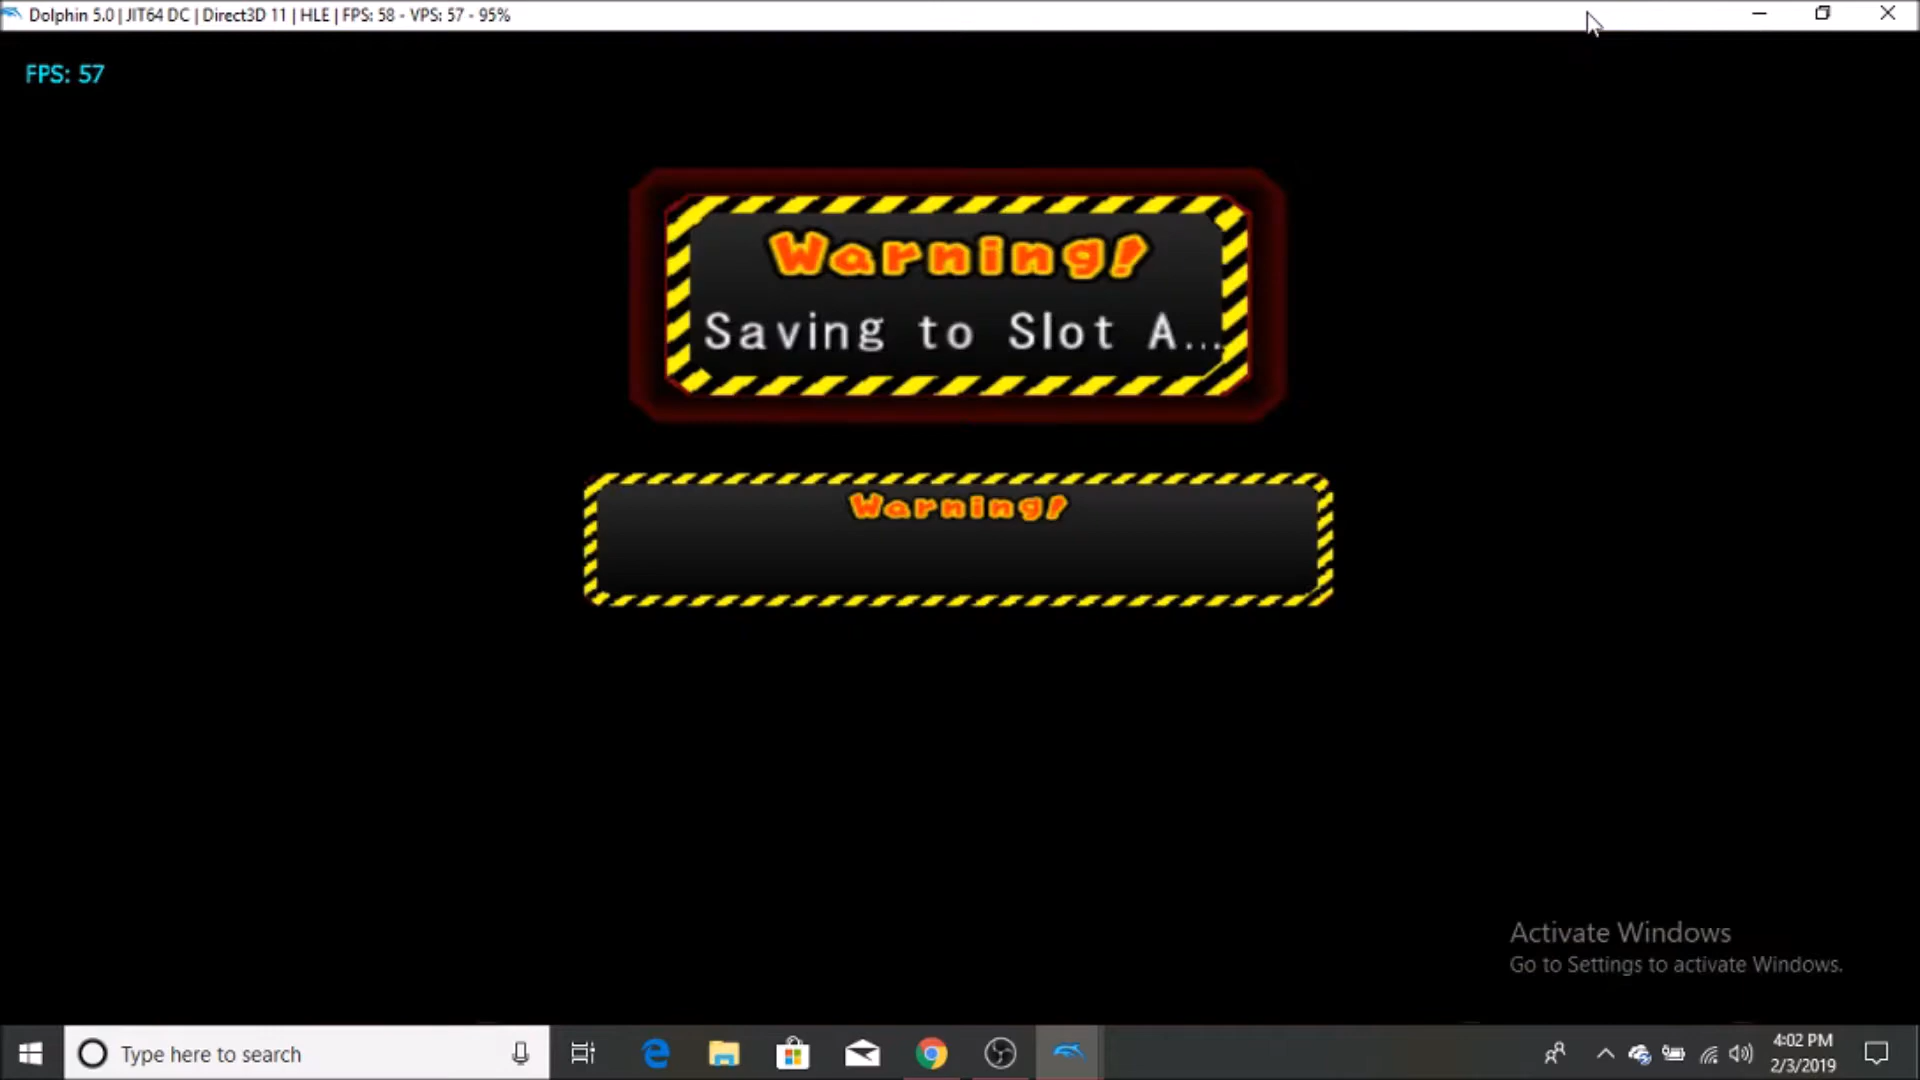 Dolphin 5.0 | JIT64 DC | Direct3D 11 | HLE | FPS: 58 - VPS: 57 - 95%
FPS: 57
Warning!
Saving to Slot A...
Warning!
Activate Windows
Go to Settings to activate Windows.
Type here to search
4:02 PM
2/3/2019